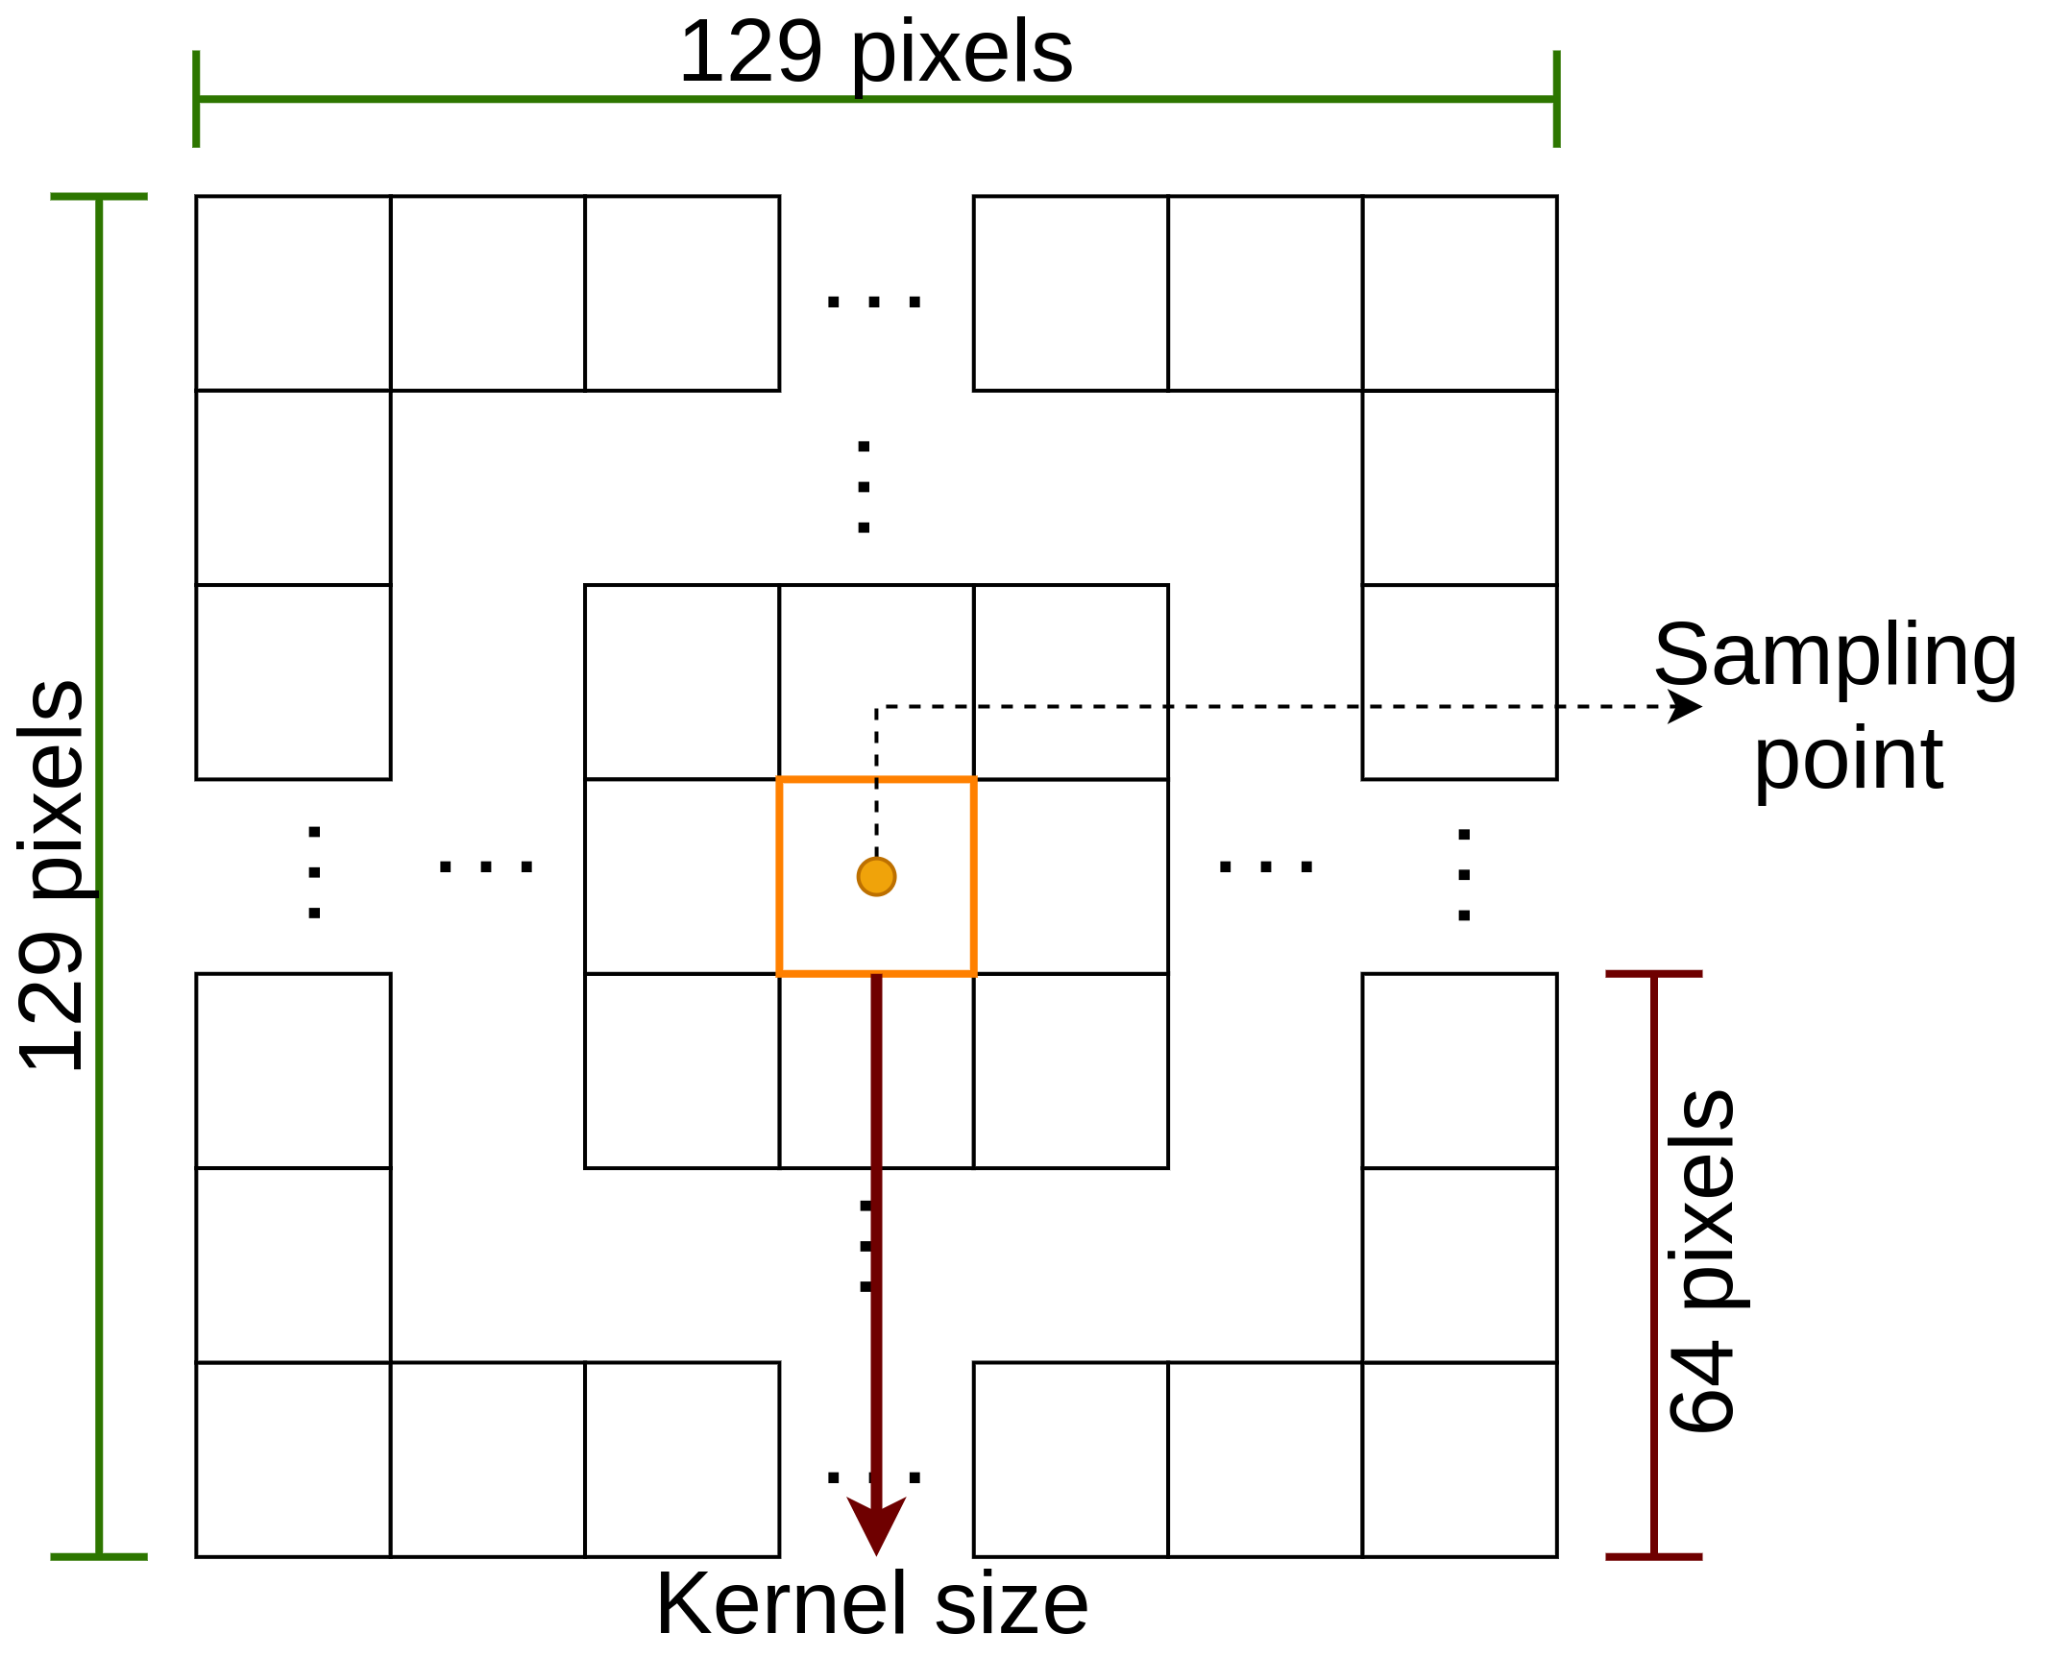 129 pixels
129 pixels
Sampling
point
64 pixels
Kernel size